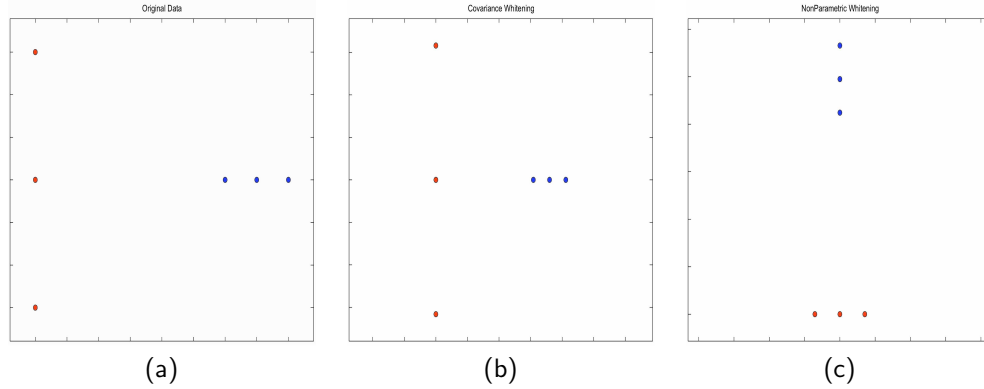 Original Data
Covariance Whitening
NonParametric Whitening
(a)
(b)
(c)